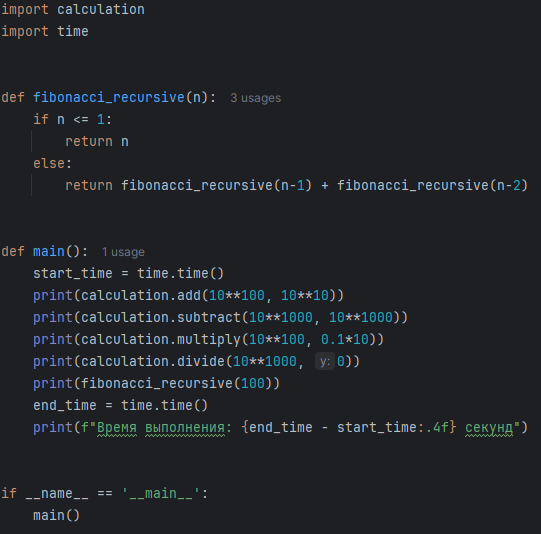 import calculation
import time
def fibonacci_recursive(n): 3 usages
    if n <= 1:
        return n
    else:
        return fibonacci_recursive(n-1) + fibonacci_recursive(n-2)
def main(): 1 usage
    start_time = time.time()
    print(calculation.add(10**100, 10**10))
    print(calculation.subtract(10**1000, 10**1000))
    print(calculation.multiply(10**100, 0.1*10))
    print(calculation.divide(10**1000, y: 0))
    print(fibonacci_recursive(100))
    end_time = time.time()
    print(f"Время выполнения: {end_time - start_time:.4f} секунд")
if __name__ == '__main__':
    main()